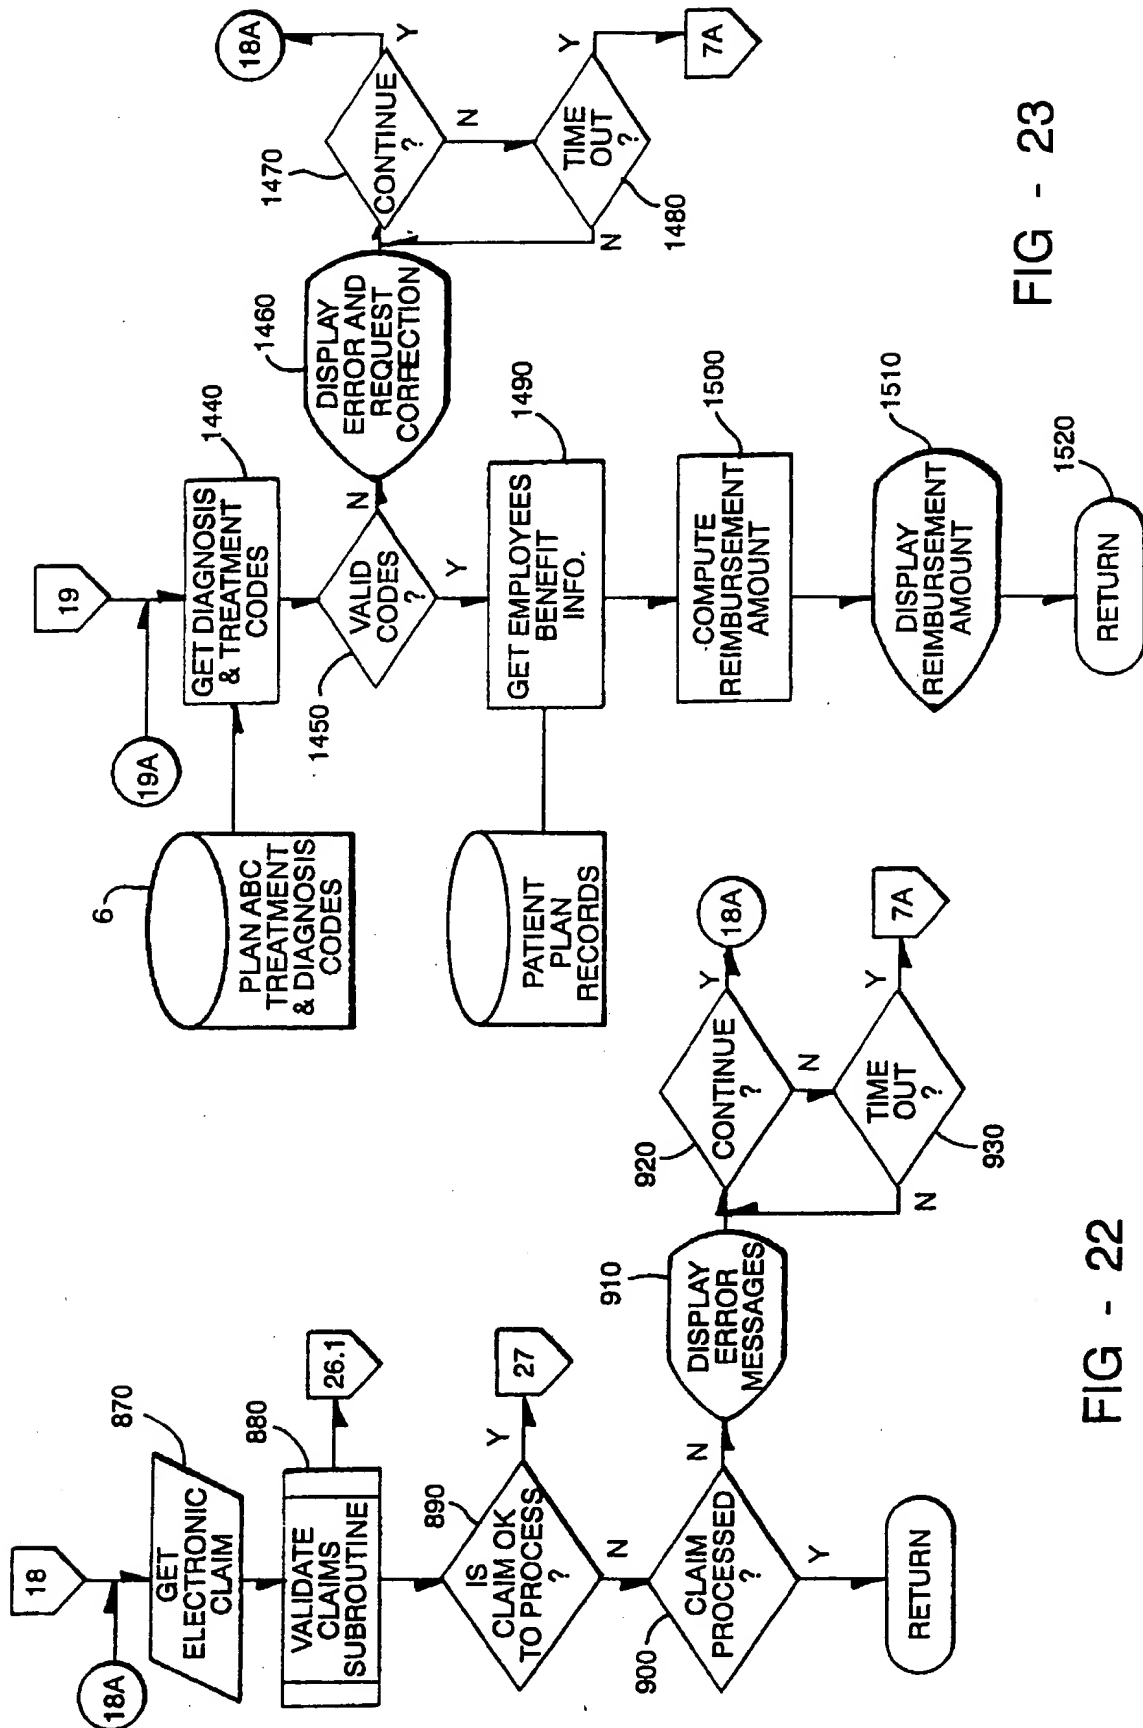 18
18A
870
GET
ELECTRONIC
CLAIM
880
VALIDATE
CLAIMS
SUBROUTINE
26.1
890
IS
CLAIM OK
TO PROCESS
?
Y
27
N
900
CLAIM
PROCESSED
?
N
Y
RETURN
910
DISPLAY
ERROR
MESSAGES
920
CONTINUE
?
Y
18A
N
TIME
OUT
?
930
Y
7A
N
FIG - 22
19
19A
6
PLAN ABC
TREATMENT
& DIAGNOSIS
CODES
1440
GET DIAGNOSIS
& TREATMENT
CODES
1450
VALID
CODES
?
N
Y
1460
DISPLAY
ERROR AND
REQUEST
CORRECTION
1470
CONTINUE
?
Y
18A
N
TIME
OUT
?
1480
Y
7A
N
PATIENT
PLAN
RECORDS
1490
GET EMPLOYEES
BENEFIT
INFO.
1500
COMPUTE
REIMBURSEMENT
AMOUNT
1510
DISPLAY
REIMBURSEMENT
AMOUNT
1520
RETURN
FIG - 23